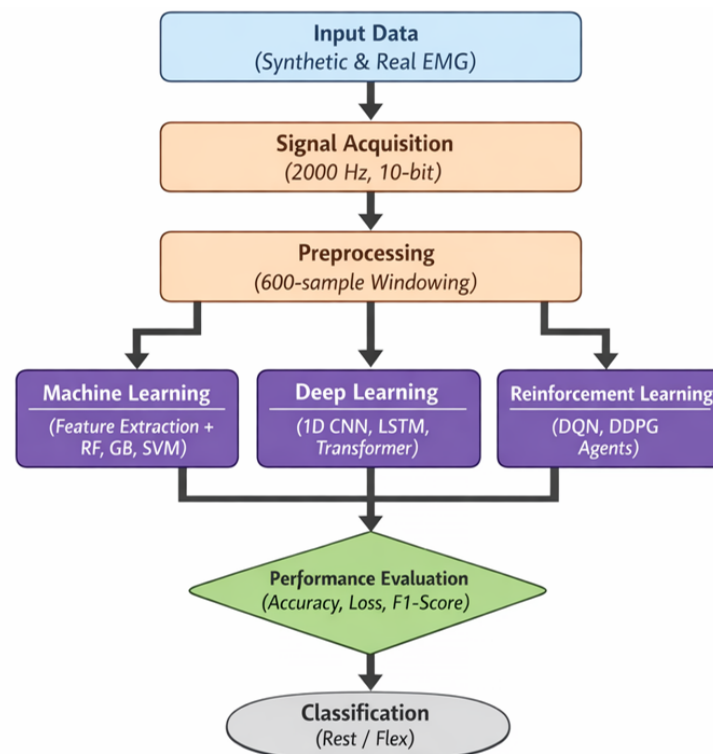 Input Data
(Synthetic & Real EMG)
Signal Acquisition
(2000 Hz, 10-bit)
Preprocessing
(600-sample Windowing)
Machine Learning
(Feature Extraction +
RF, GB, SVM)
Deep Learning
(1D CNN, LSTM,
Transformer)
Reinforcement Learning
(DQN, DDPG
Agents)
Performance Evaluation
(Accuracy, Loss, F1-Score)
Classification
(Rest / Flex)